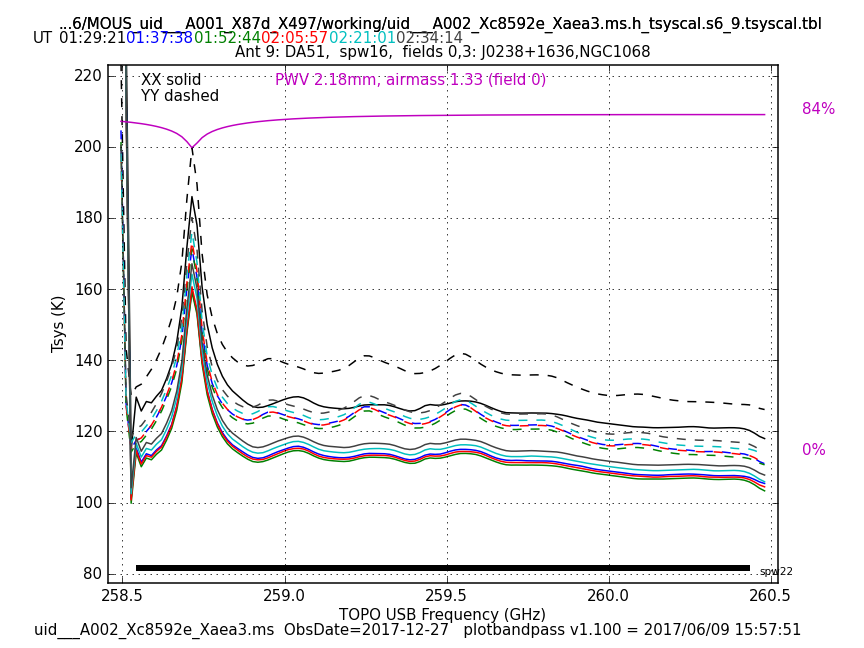 ...6/MOUS_uid___A001_X87d_X497/working/uid___A002_Xc8592e_Xaea3.ms.h_tsyscal.s6_9.tsyscal.tbl
UT 01:29:21 01:37:38 01:52:44 02:05:57 02:21:01 02:34:14
Ant 9: DA51,  spw16,  fields 0,3: J0238+1636,NGC1068
XX solid
YY dashed
PWV 2.18mm, airmass 1.33 (field 0)
84%
0%
220
200
180
160
140
120
100
80
Tsys (K)
spw22
258.5 259.0 259.5 260.0 260.5
TOPO USB Frequency (GHz)
uid___A002_Xc8592e_Xaea3.ms  ObsDate=2017-12-27   plotbandpass v1.100 = 2017/06/09 15:57:51